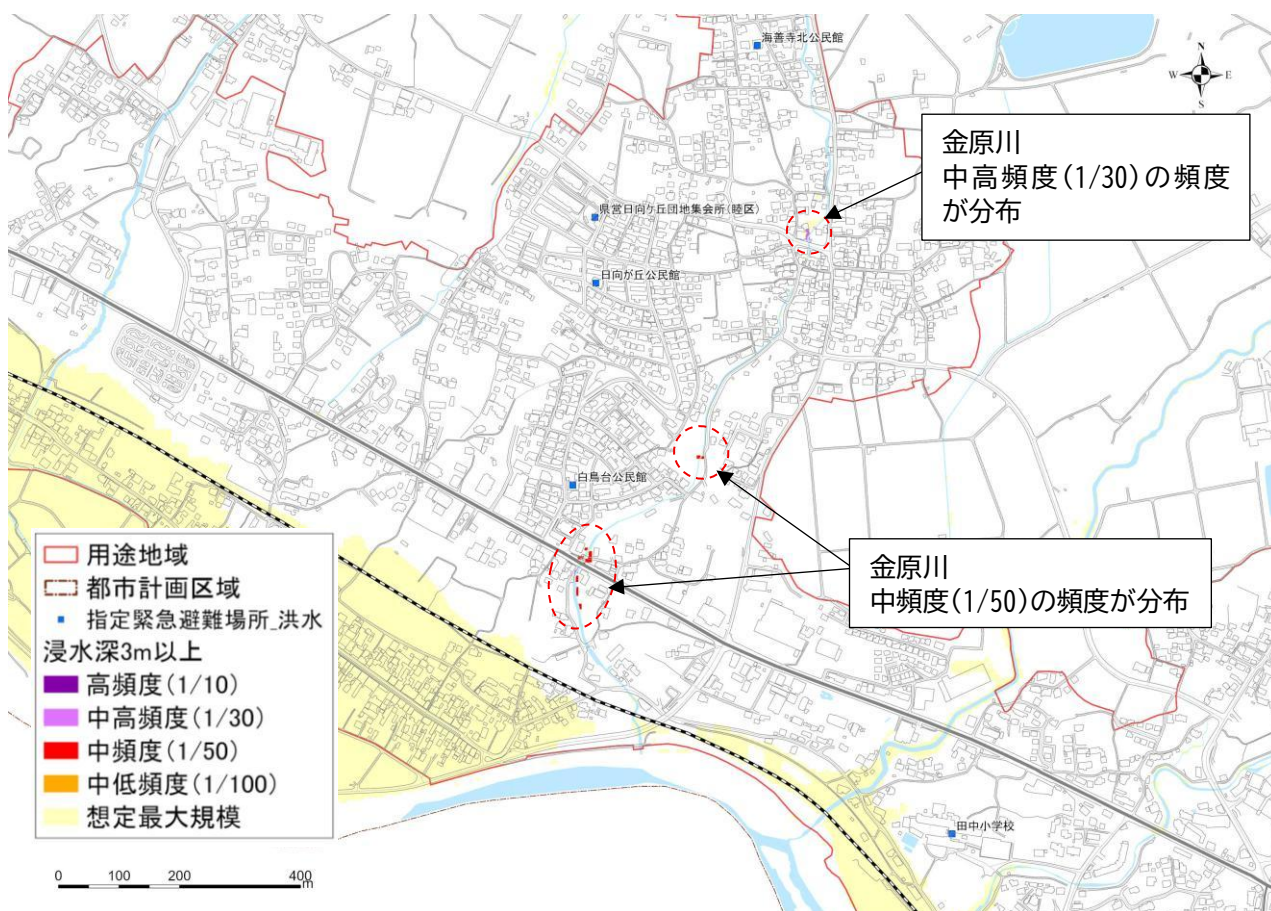 海善寺北公民館
N
W
E
S
金原川
中高頻度(1/30)の頻度
が分布
県営日向ケ丘団地集会所(睦区)
日向が丘公民館
白鳥台公民館
金原川
中頻度(1/50)の頻度が分布
用途地域
都市計画区域
指定緊急避難場所_洪水
浸水深3m以上
高頻度(1/10)
中高頻度(1/30)
中頻度(1/50)
中低頻度(1/100)
想定最大規模
田中小学校
0 100 200 400
m